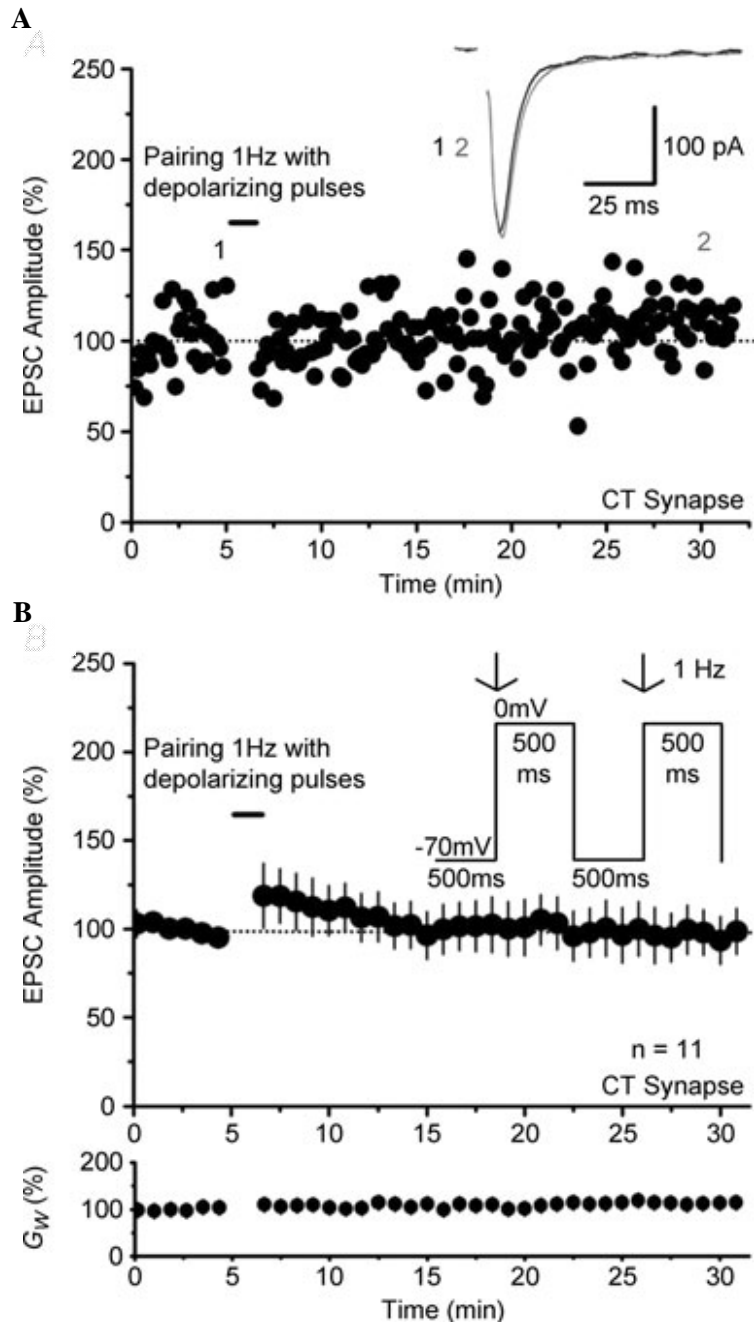 A
A
250
200
150
100
50
0
EPSC Amplitude (%)
Pairing 1Hz with
depolarizing pulses
1
1 2
100 pA
25 ms
2
CT Synapse
0 5 10 15 20 25 30
Time (min)
B
B
250
200
150
100
50
0
EPSC Amplitude (%)
Pairing 1Hz with
depolarizing pulses
1 Hz
0mV
500
ms
500
ms
-70mV
500ms
500ms
n = 11
CT Synapse
0 5 10 15 20 25 30
200
100
0
GW (%)
0 5 10 15 20 25 30
Time (min)